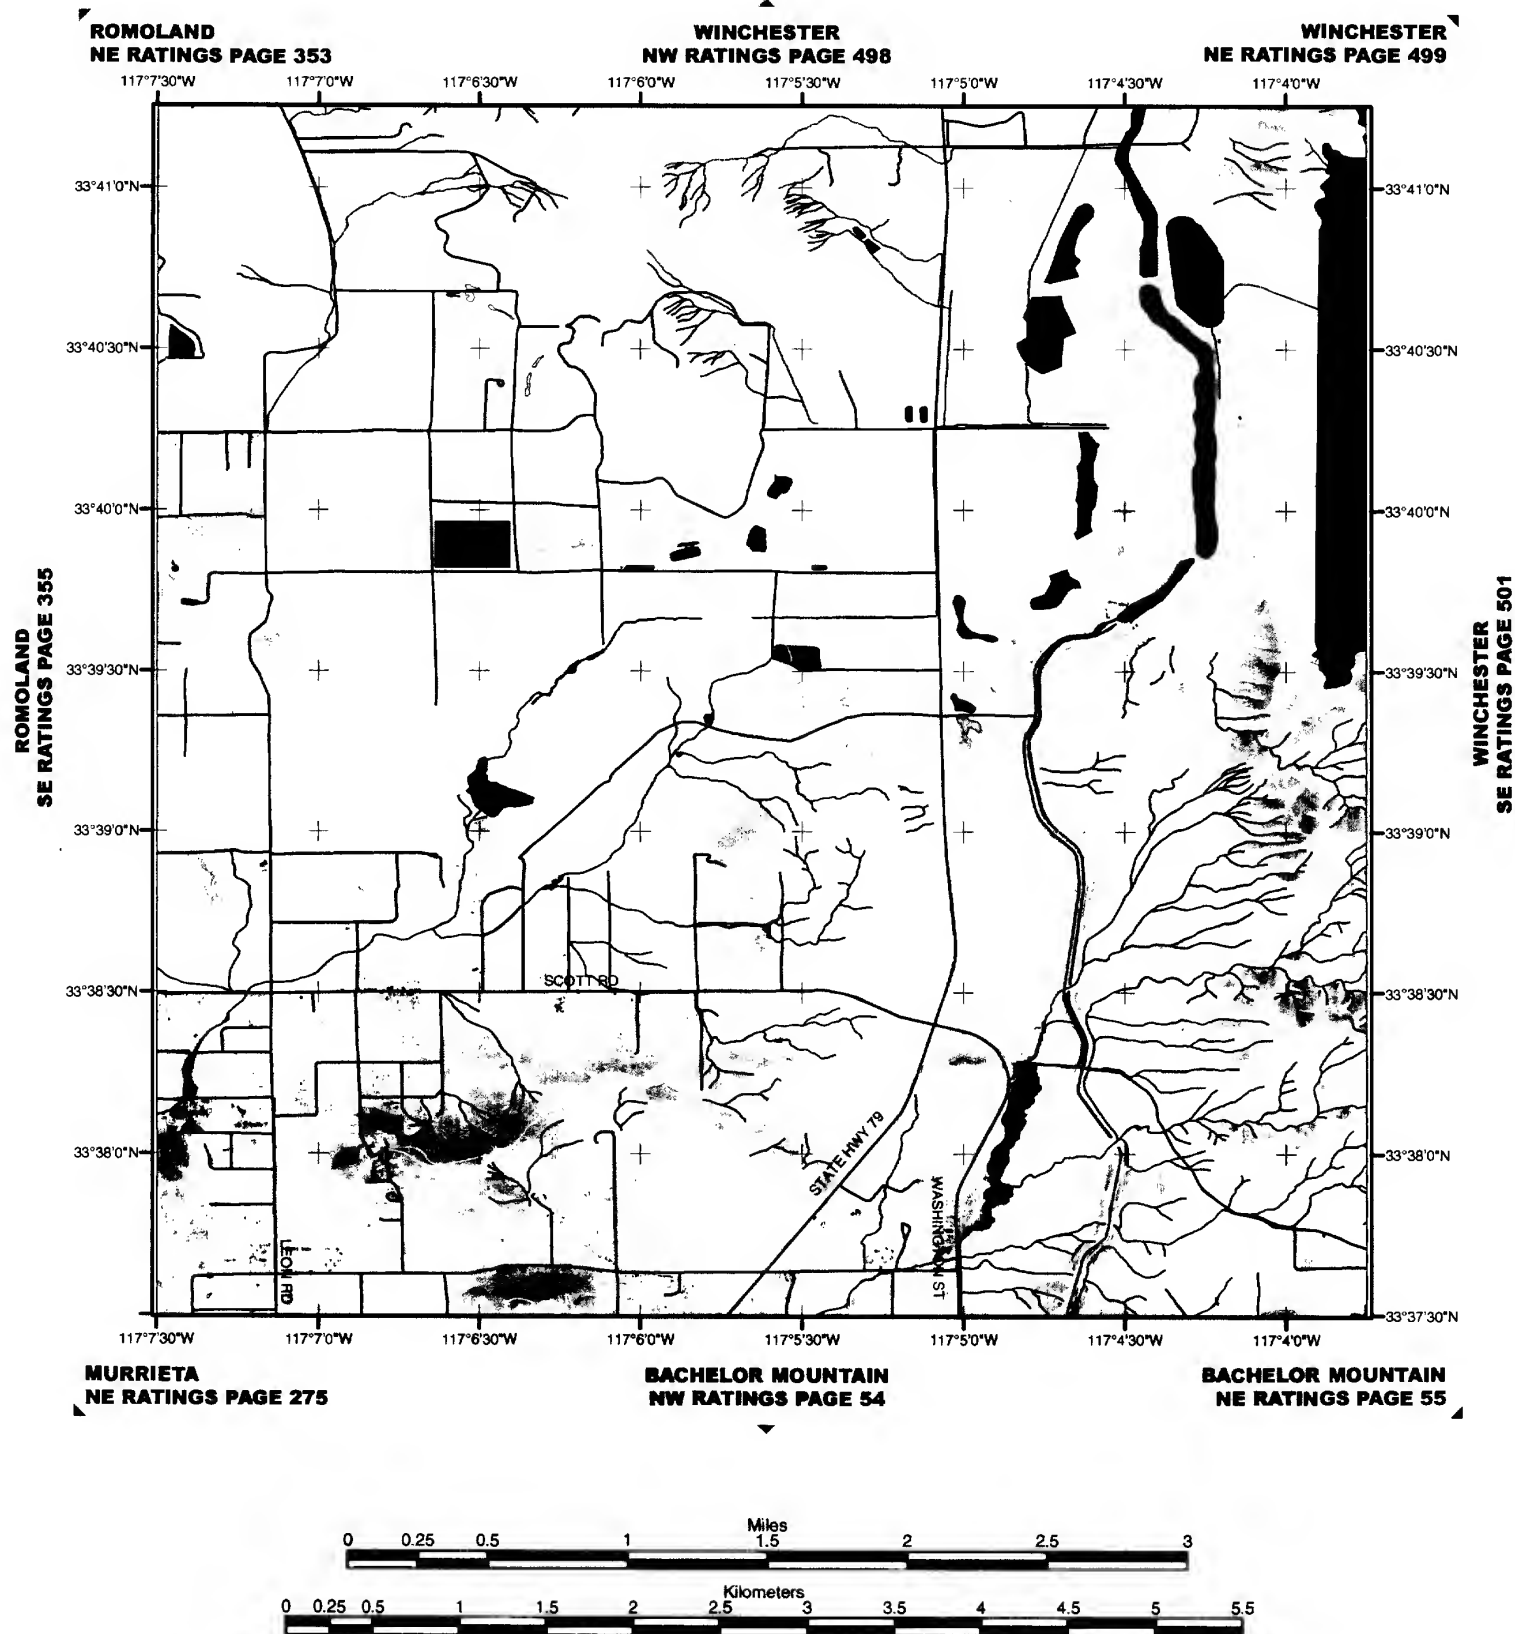 ROMOLAND
NE RATINGS PAGE 353
WINCHESTER
NW RATINGS PAGE 498
WINCHESTER
NE RATINGS PAGE 499
117°7'30"W 117°7'0"W 117°6'30"W 117°6'0"W 117°5'30"W 117°5'0"W 117°4'30"W 117°4'0"W
33°41'0"N 33°41'0"N
33°40'30"N 33°40'30"N
33°40'0"N 33°40'0"N
ROMOLAND
SE RATINGS PAGE 355
WINCHESTER
SE RATINGS PAGE 501
33°39'30"N 33°39'30"N
33°39'0"N 33°39'0"N
SCOTT RD
33°38'30"N 33°38'30"N
STATE HWY 79
33°38'0"N 33°38'0"N
WASHINGTON ST
LEON RD
33°37'30"N
117°7'30"W 117°7'0"W 117°6'30"W 117°6'0"W 117°5'30"W 117°5'0"W 117°4'30"W 117°4'0"W
MURRIETA
NE RATINGS PAGE 275
BACHELOR MOUNTAIN
NW RATINGS PAGE 54
BACHELOR MOUNTAIN
NE RATINGS PAGE 55
Miles
0 0.25 0.5 1 1.5 2 2.5 3
Kilometers
0 0.25 0.5 1 1.5 2 2.5 3 3.5 4 4.5 5 5.5